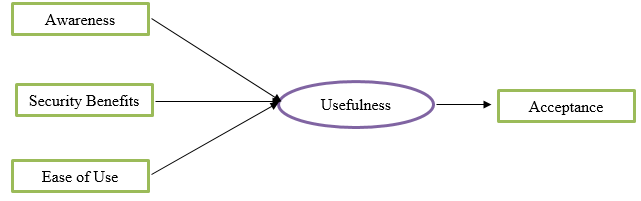 Awareness
Security Benefits
Usefulness
Acceptance
Ease of Use